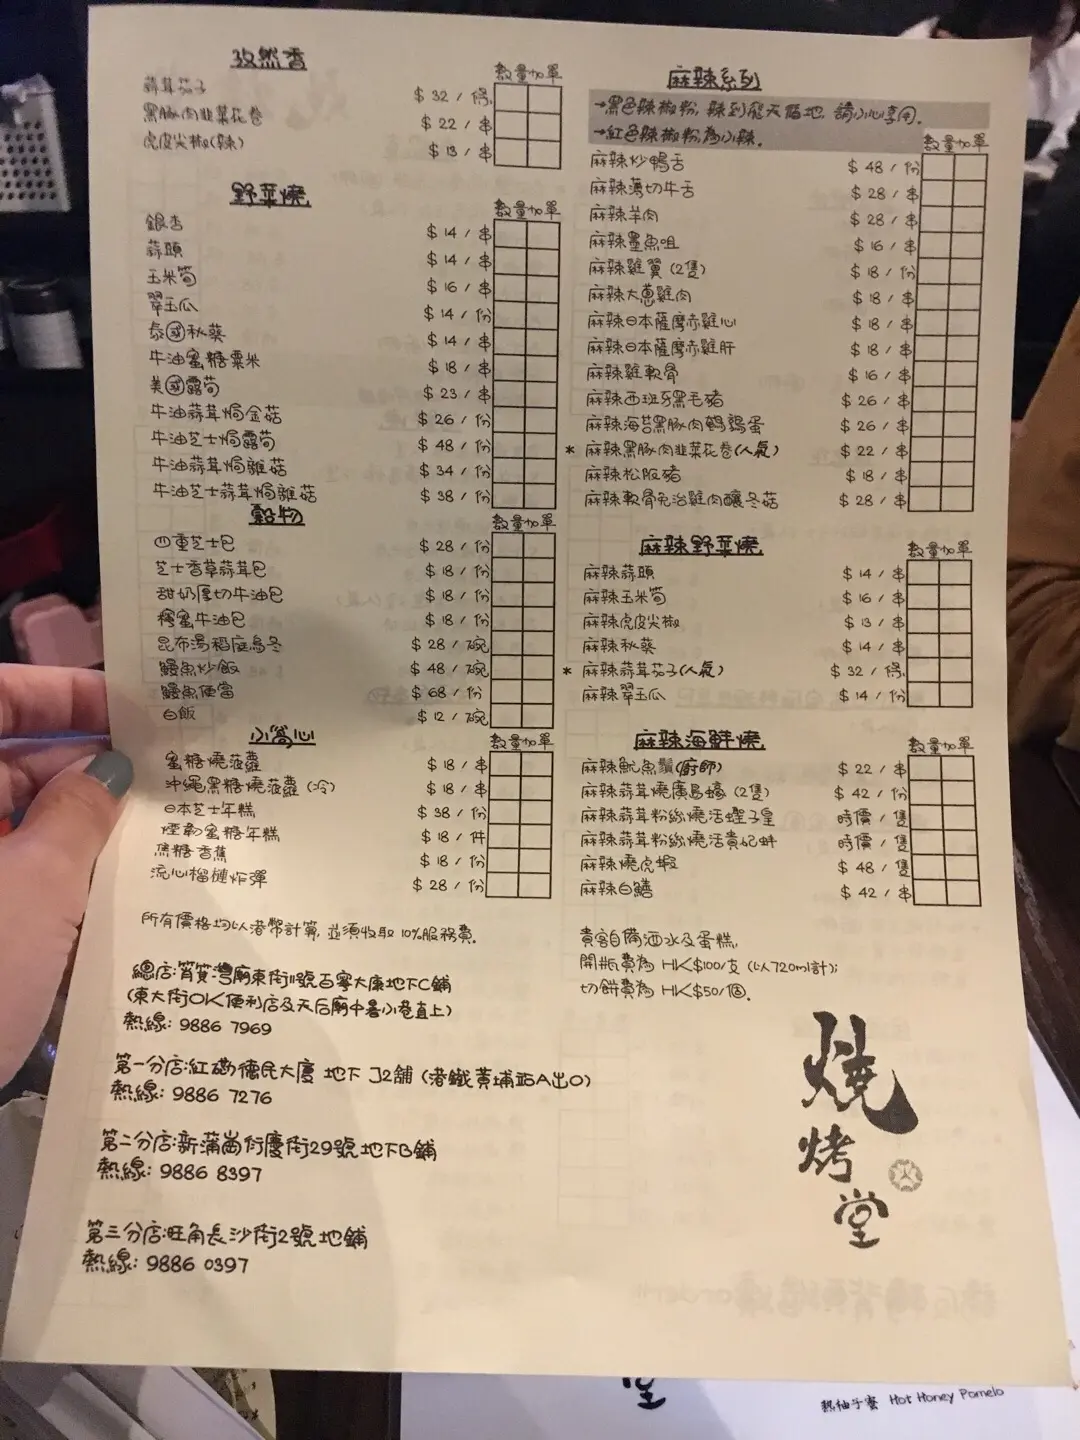 孜然香
數量 加單
蒜茸茄子 $32/條
黑豚肉韭菜花卷 $22/串
虎皮尖椒(辣) $13/串
野菜燒
數量 加單
銀杏 $14/串
蒜頭 $14/串
玉米筍 $16/串
翠玉瓜 $14/份
泰國秋葵 $14/串
牛油蜜糖粟米 $18/串
美國露荀 $23/串
牛油蒜茸焗金菇 $26/份
牛油芝士焗露荀 $48/份
牛油蒜茸焗雜菇 $34/份
牛油芝士蒜茸焗雜菇 $38/份
穀物
數量 加單
四重芝士包 $28/份
芝士香草蒜茸包 $18/份
甜奶厚切牛油包 $18/份
檸蜜牛油包 $18/份
昆布湯稻庭烏冬 $28/碗
鰻魚炒飯 $48/碗
鰻魚便當 $68/份
白飯 $12/碗
小窩心
數量 加單
蜜糖燒菠蘿 $18/串
沖繩黑糖燒菠蘿(冷) $18/串
日本芝士年糕 $38/份
煙韌蜜糖年糕 $18/件
焦糖香蕉 $18/份
流心榴槤炸彈 $28/份
所有價格均以港幣計算, 並須收取10%服務費.
總店:筲箕灣廟東街11號百寧大廈地下C鋪
(東大街OK便利店及天后廟中暑小巷直上)
熱線: 9886 7969
第一分店:紅磡德民大廈 地下 J2舖 (港鐵黃埔站A出口)
熱線: 9886 7276
第二分店:新蒲崗衍慶街29號地下B鋪
熱線: 9886 8397
第三分店:旺角長沙街2號地鋪
熱線: 9886 0397
麻辣系列
→黑色辣椒粉, 辣到飛天遁地, 請小心享用.
→紅色辣椒粉為小辣.
數量 加單
麻辣炒鴨舌 $48/份
麻辣薄切牛舌 $28/串
麻辣羊肉 $28/串
麻辣墨魚咀 $16/串
麻辣雞翼(2隻) $18/份
麻辣大蔥雞肉 $18/串
麻辣日本薩摩赤雞心 $18/串
麻辣日本薩摩赤雞肝 $18/串
麻辣雞軟骨 $16/串
麻辣西班牙黑毛豬 $26/串
麻辣海苔黑豚肉鵪鶉蛋 $26/串
* 麻辣黑豚肉韭菜花卷(人氣) $22/串
麻辣松阪豬 $18/串
麻辣軟骨免治雞肉釀冬菇 $28/串
麻辣野菜燒
數量 加單
麻辣蒜頭 $14/串
麻辣玉米筍 $16/串
麻辣虎皮尖椒 $13/串
麻辣秋葵 $14/串
* 麻辣蒜茸茄子(人氣) $32/條
麻辣翠玉瓜 $14/份
麻辣海鮮燒
數量 加單
麻辣魷魚鬚(廚師) $22/串
麻辣蒜茸燒廣島蠔(2隻) $42/份
麻辣蒜茸粉絲燒活蟶子皇 時價/隻
麻辣蒜茸粉絲燒活貴妃蚌 時價/隻
麻辣燒虎蝦 $48/隻
麻辣白鱔 $42/串
貴客自備酒水及蛋糕,
開瓶費為 HK$100/支 (以720ml計);
切餅費為 HK$50/個.
燒
烤
堂
堂
熱柚子蜜 Hot Honey Pomelo